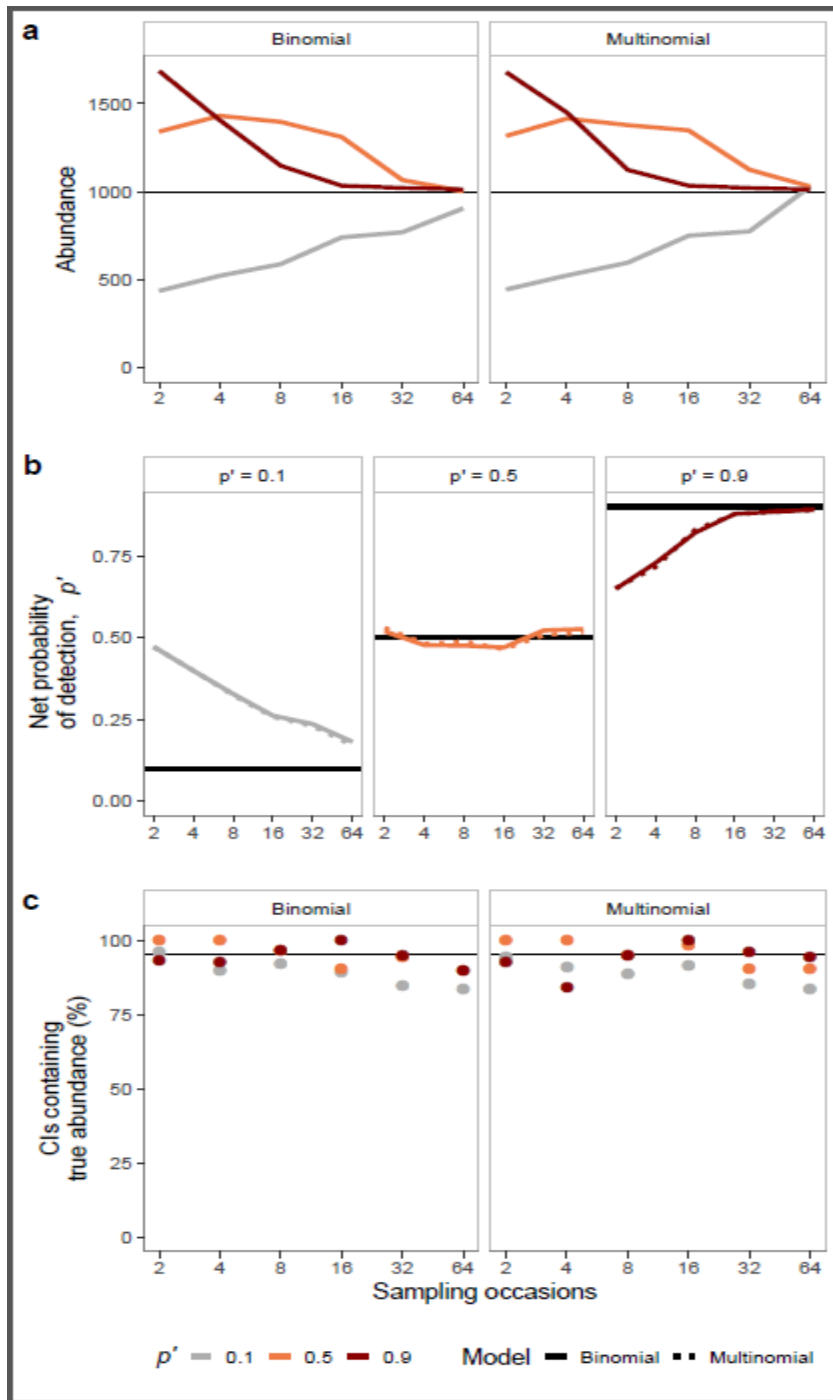 a
Binomial
Multinomial
Abundance
1500
1000
500
0
2 4 8 16 32 64
2 4 8 16 32 64
b
p' = 0.1
p' = 0.5
p' = 0.9
Net probability
of detection, p'
0.75
0.50
0.25
0.00
2 4 8 16 32 64
2 4 8 16 32 64
2 4 8 16 32 64
c
Binomial
Multinomial
CIs containing
true abundance (%)
100
75
50
25
0
2 4 8 16 32 64
2 4 8 16 32 64
Sampling occasions
p' 0.1 0.5 0.9 Model Binomial Multinomial